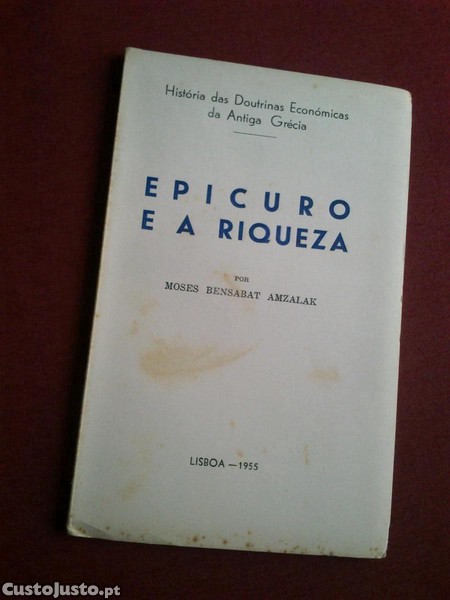 História das Doutrinas Económicas
da Antiga Grécia
EPICURO
E A RIQUEZA
POR
MOSES BENSABAT AMZALAK
LISBOA — 1955
CustoJusto.pt